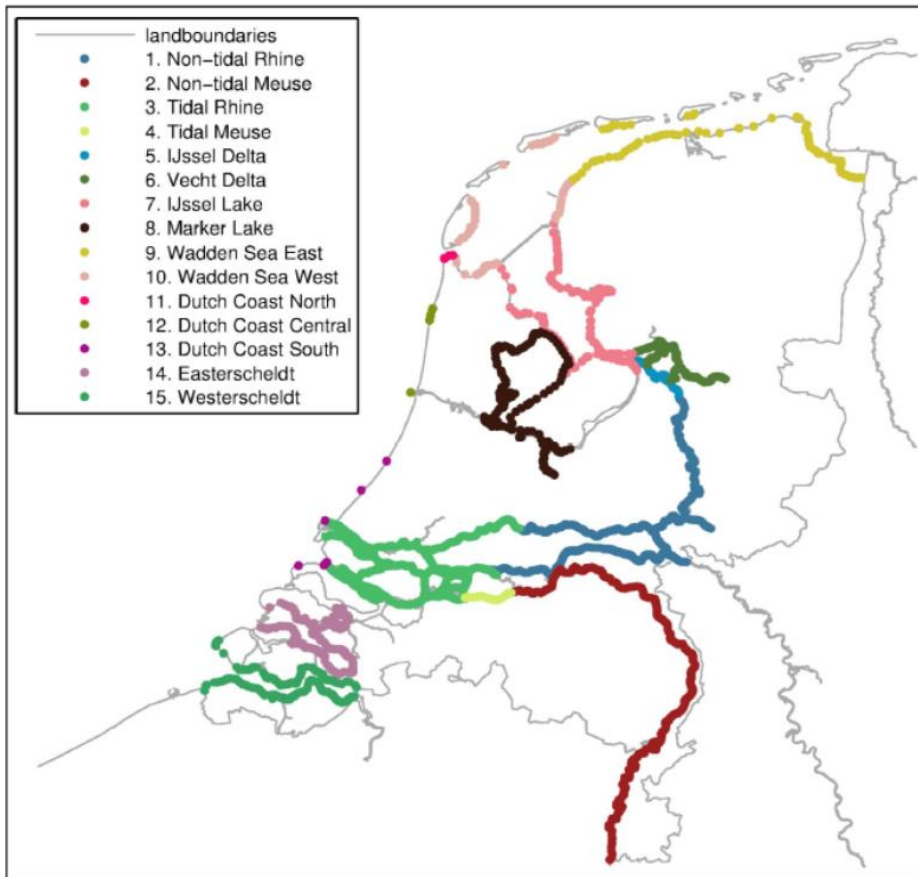 landboundaries
1. Non-tidal Rhine
2. Non-tidal Meuse
3. Tidal Rhine
4. Tidal Meuse
5. IJssel Delta
6. Vecht Delta
7. IJssel Lake
8. Marker Lake
9. Wadden Sea East
10. Wadden Sea West
11. Dutch Coast North
12. Dutch Coast Central
13. Dutch Coast South
14. Easterscheldt
15. Westerscheldt